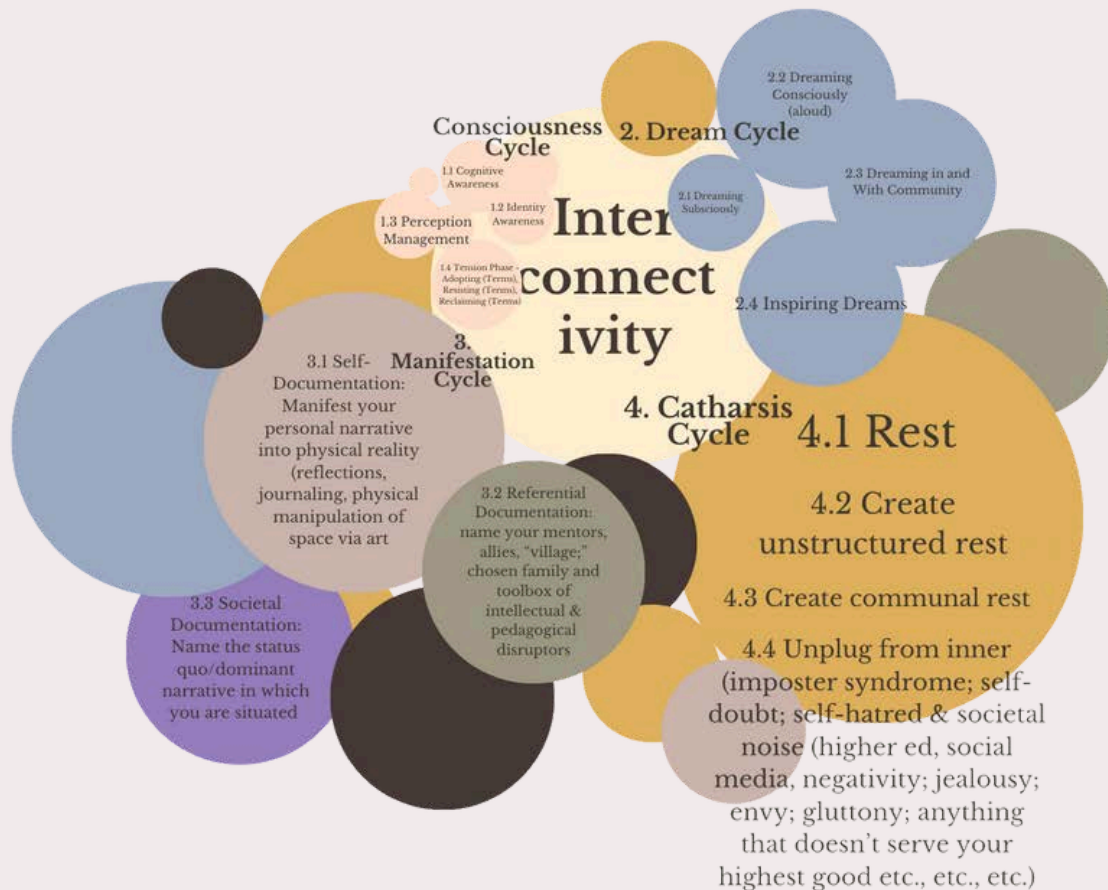 Consciousness
Cycle
1.1 Cognitive
Awareness
1.2 Identity
Awareness
1.3 Perception
Management
1.4 Tension Phase -
Adopting (Terms),
Resisting (Terms),
Reclaiming (Terms)
Inter
connect
ivity
2. Dream Cycle
2.1 Dreaming
Subsciously
2.2 Dreaming
Consciously
(aloud)
2.3 Dreaming in and
With Community
2.4 Inspiring Dreams
3.
Manifestation
Cycle
3.1 Self-
Documentation:
Manifest your
personal narrative
into physical reality
(reflections,
journaling, physical
manipulation of
space via art
3.2 Referential
Documentation:
name your mentors,
allies, “village;”
chosen family and
toolbox of
intellectual &
pedagogical
disruptors
3.3 Societal
Documentation:
Name the status
quo/dominant
narrative in which
you are situated
4. Catharsis
Cycle
4.1 Rest
4.2 Create
unstructured rest
4.3 Create communal rest
4.4 Unplug from inner
(imposter syndrome; self-
doubt; self-hatred & societal
noise (higher ed, social
media, negativity; jealousy;
envy; gluttony; anything
that doesn’t serve your
highest good etc., etc., etc.)